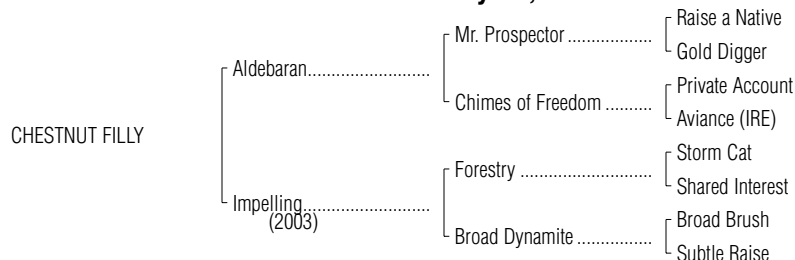 Raise a Native
Mr. Prospector ..................
Gold Digger
Aldebaran..........................
Private Account
Chimes of Freedom ..........
Aviance (IRE)
CHESTNUT FILLY
Storm Cat
Forestry ............................
Shared Interest
Impelling...........................
(2003)
Broad Brush
Broad Dynamite ................
Subtle Raise